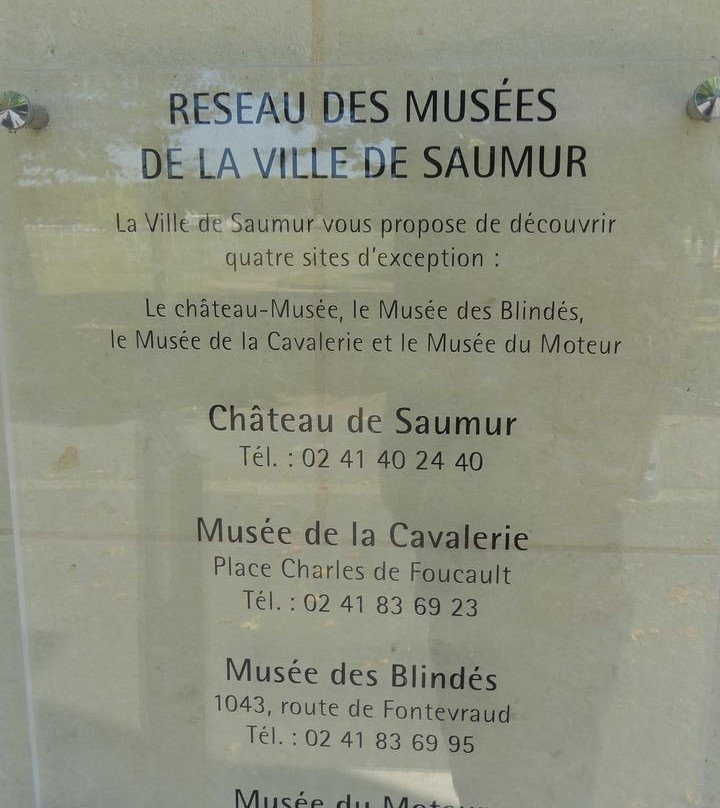 RESEAU DES MUSÉES
DE LA VILLE DE SAUMUR
La Ville de Saumur vous propose de découvrir
quatre sites d'exception :
Le château-Musée, le Musée des Blindés,
le Musée de la Cavalerie et le Musée du Moteur
Château de Saumur
Tél. : 02 41 40 24 40
Musée de la Cavalerie
Place Charles de Foucault
Tél. : 02 41 83 69 23
Musée des Blindés
1043, route de Fontevraud
Tél. : 02 41 83 69 95
Musée du Moteur